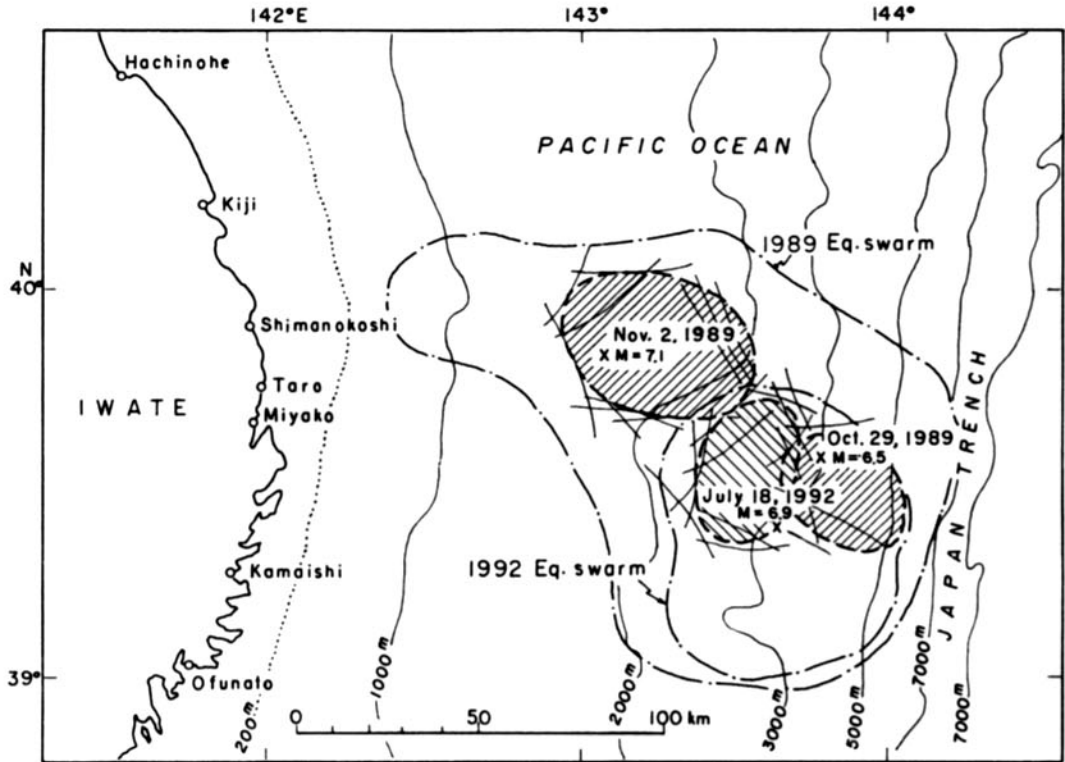 142°E 143° 144°
Hachinohe
PACIFIC OCEAN
Kiji
1989 Eq. swarm
N
40°
Shimanokoshi
Nov. 2, 1989
X M = 7.1
Taro
IWATE
Miyako
Oct. 29, 1989
X M = 6.5
July 18, 1992
M = 6.9
X
JAPAN TRENCH
1992 Eq. swarm
Kamaishi
39°
Ofunato
200m
1000m
2000m
3000m
5000m
7000m
7000m
0 50 100 km